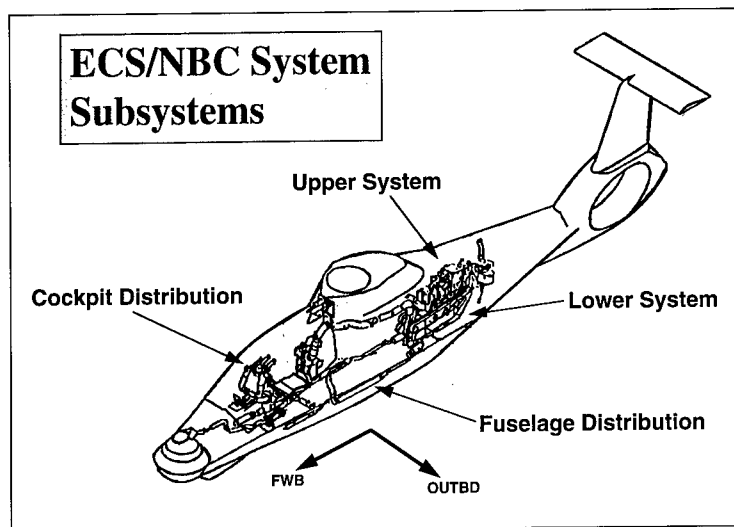 ECS/NBC System
Subsystems
Upper System
Cockpit Distribution
Lower System
Fuselage Distribution
FWB
OUTBD